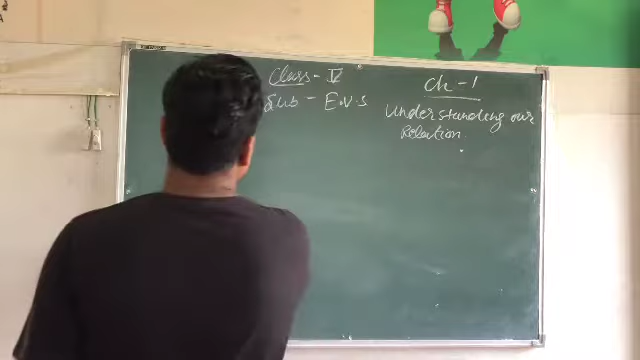 Class - IV
Sub - E.V.S
Ch - 1
Understanding our
Relation.